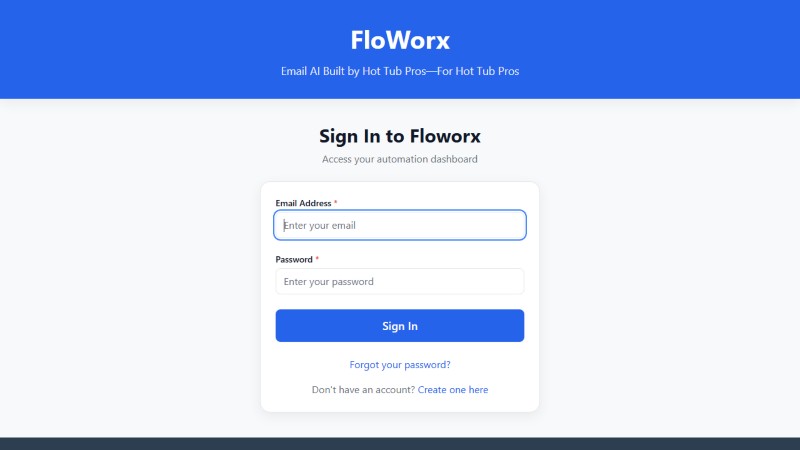 FloWorx
Email AI Built by Hot Tub Pros—For Hot Tub Pros
Sign In to Floworx
Access your automation dashboard
Email Address *
Enter your email
Password *
Enter your password
Sign In
Forgot your password?
Don't have an account? Create one here